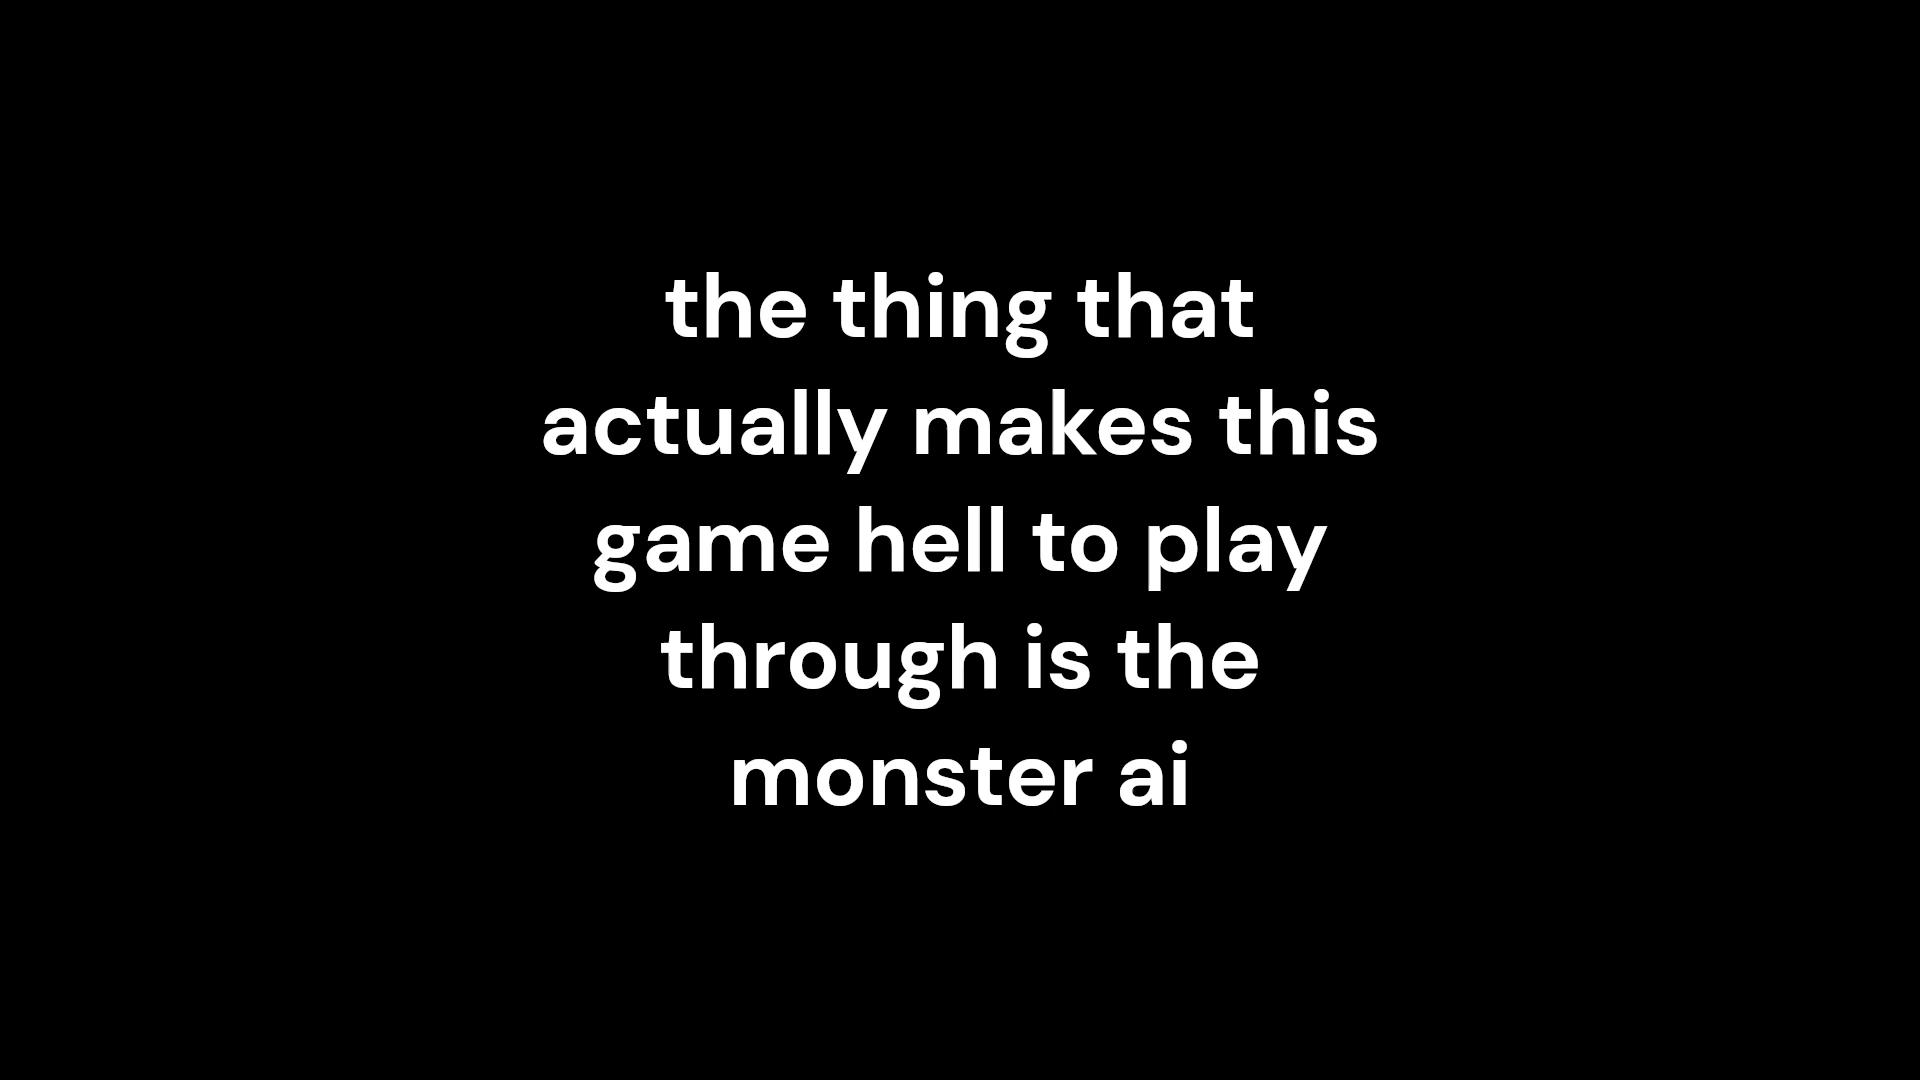 the thing that
actually makes this
game hell to play
through is the
monster ai